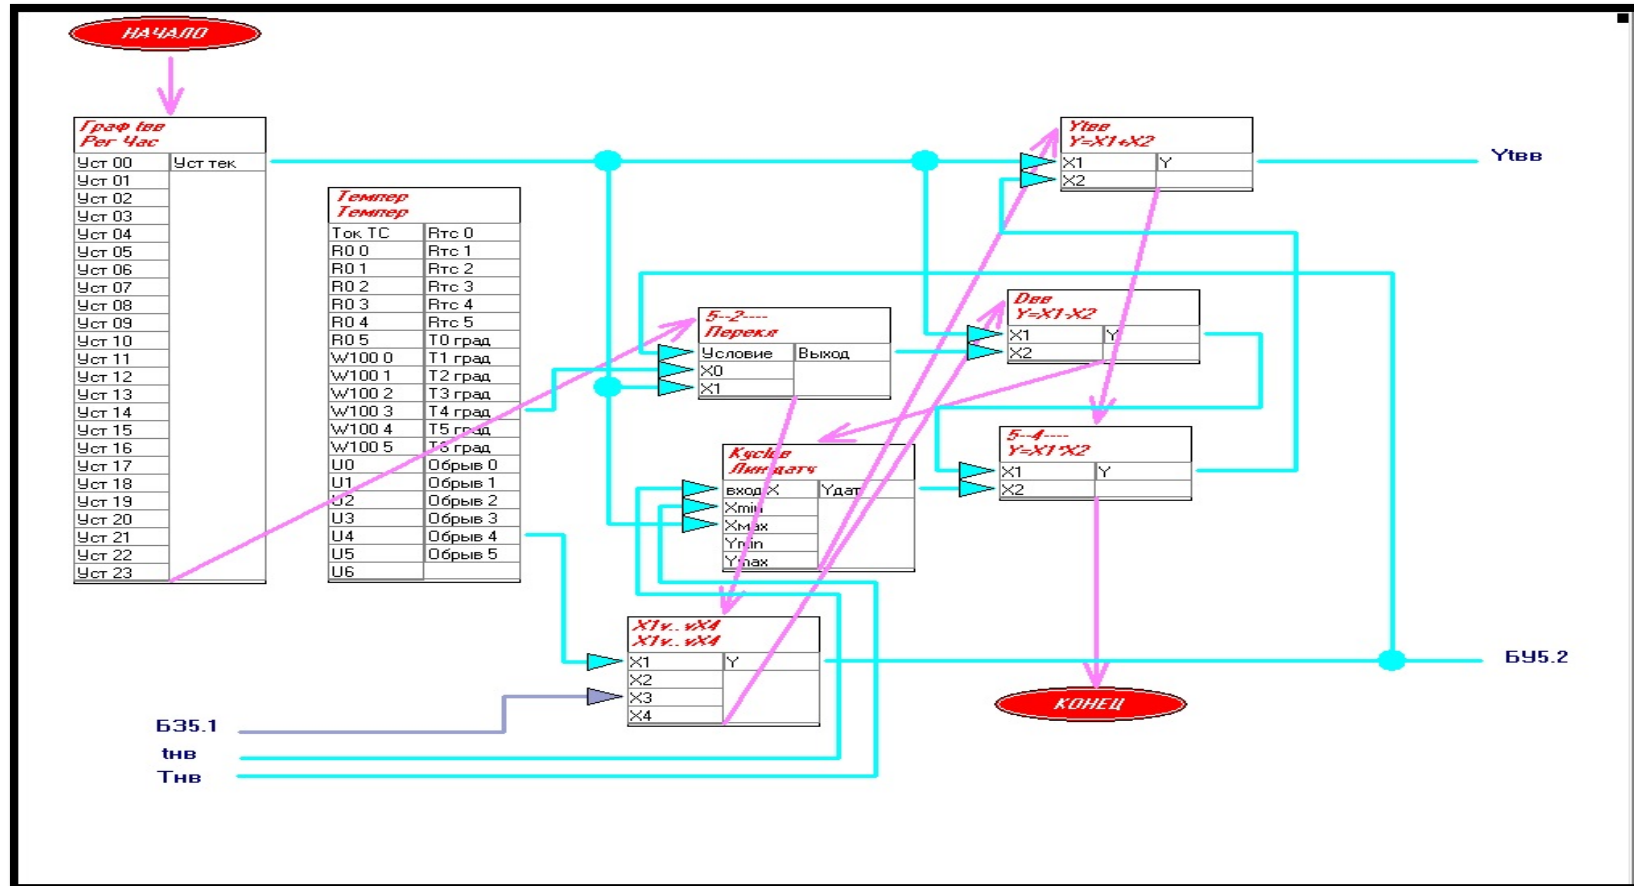 НАЧАЛО
Граф tвв
Рег Час
Уст 00 Уст тек
Уст 01
Уст 02
Уст 03
Уст 04
Уст 05
Уст 06
Уст 07
Уст 08
Уст 09
Уст 10
Уст 11
Уст 12
Уст 13
Уст 14
Уст 15
Уст 16
Уст 17
Уст 18
Уст 19
Уст 20
Уст 21
Уст 22
Уст 23
Темпер
Темпер
Ток ТС Rтс 0
R0 0 Rтс 1
R0 1 Rтс 2
R0 2 Rтс 3
R0 3 Rтс 4
R0 4 Rтс 5
R0 5 T0 град
W100 0 T1 град
W100 1 T2 град
W100 2 T3 град
W100 3 T4 град
W100 4 T5 град
W100 5 T6 град
U0 Обрыв 0
U1 Обрыв 1
U2 Обрыв 2
U3 Обрыв 3
U4 Обрыв 4
U5 Обрыв 5
U6
5--2----
Перекл
Условие Выход
X0
X1
Линдатч
вход X Yдат
Xmin
Xмах
Ymin
Ymax
X1v..vX4
X1v..vX4
X1 Y
X2
X3
X4
Ytвв
Y=X1+X2
X1 Y
X2
Ytвв
Dвв
Y=X1-X2
X1 Y
X2
5--4----
Y=X1*X2
X1 Y
X2
БУ5.2
КОНЕЦ
БЗ5.1
tнв
Tнв